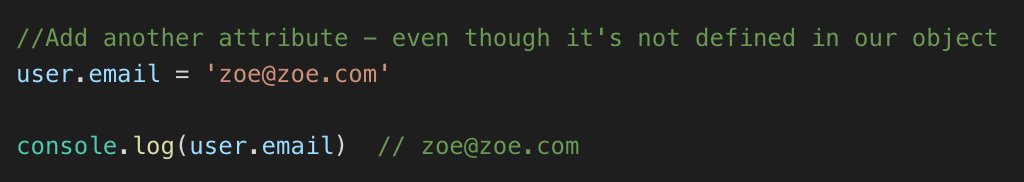 //Add another attribute – even though it's not defined in our object
user.email = 'zoe@zoe.com'
console.log(user.email)  // zoe@zoe.com